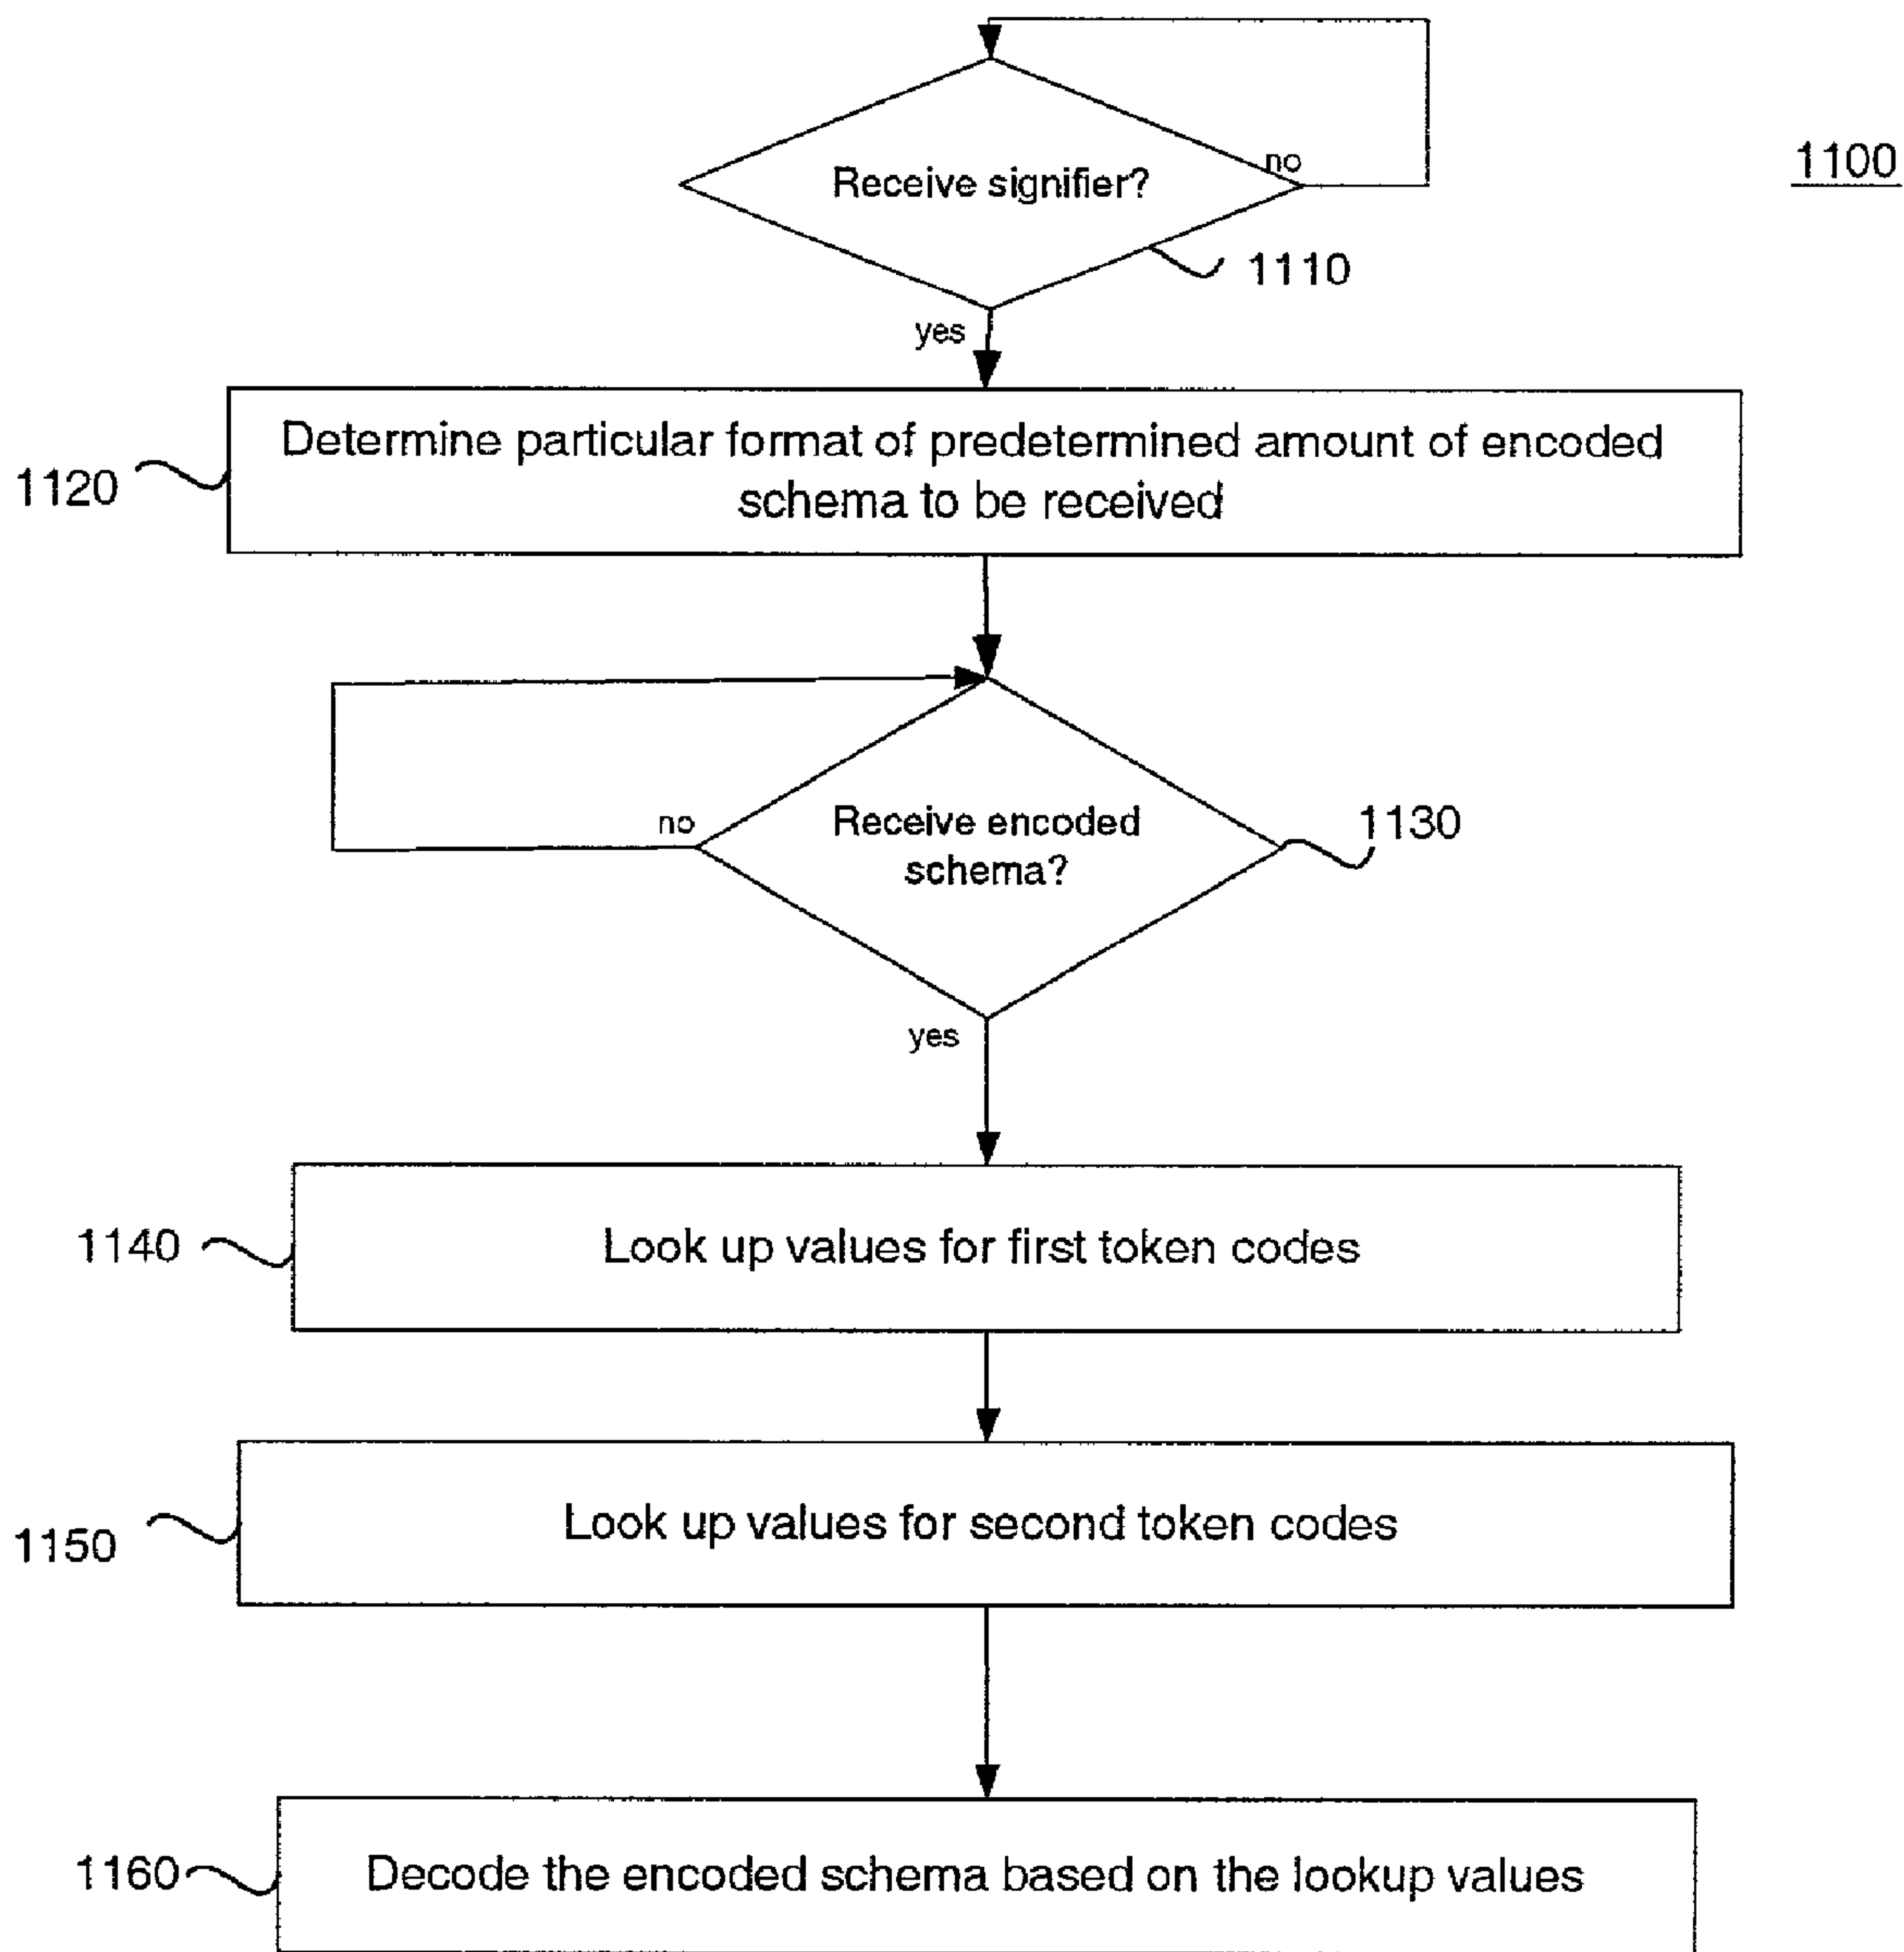 1100
Receive signifier?
no
1110
yes
1120
Determine particular format of predetermined amount of encoded
schema to be received
no
Receive encoded
schema?
1130
yes
1140
Look up values for first token codes
1150
Look up values for second token codes
1160
Decode the encoded schema based on the lookup values